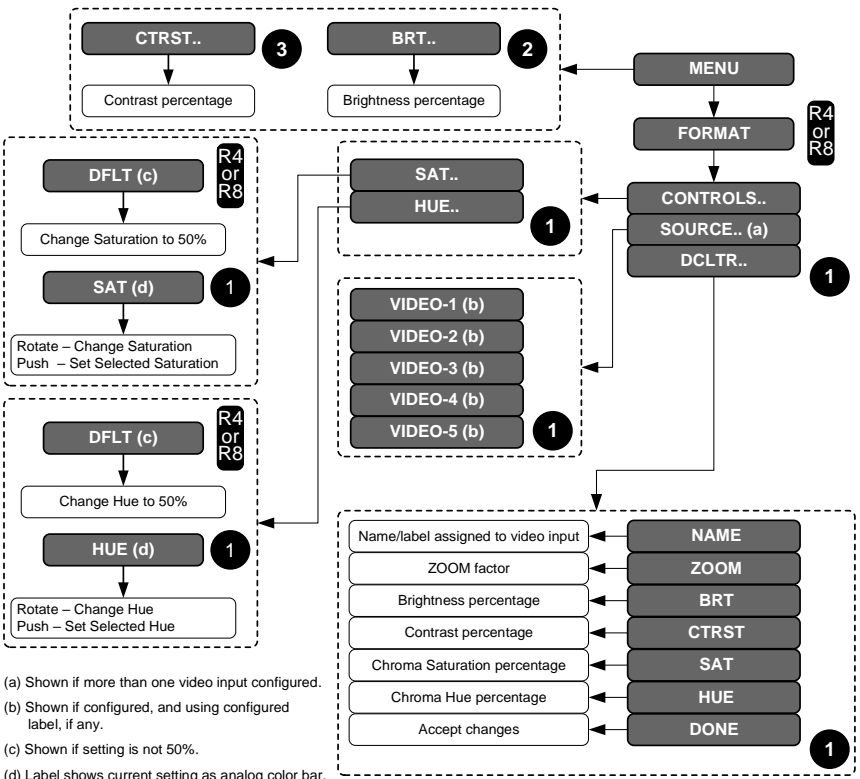 CTRST..
3
BRT..
2
Contrast percentage
Brightness percentage
MENU
FORMAT
R4
or
R8
CONTROLS..
SOURCE.. (a)
DCLTR..
1
SAT..
HUE..
1
DFLT (c)
R4
or
R8
Change Saturation to 50%
SAT (d)
1
Rotate – Change Saturation
Push – Set Selected Saturation
VIDEO-1 (b)
VIDEO-2 (b)
VIDEO-3 (b)
VIDEO-4 (b)
VIDEO-5 (b)
1
DFLT (c)
R4
or
R8
Change Hue to 50%
HUE (d)
1
Rotate – Change Hue
Push – Set Selected Hue
Name/label assigned to video input
NAME
ZOOM factor
ZOOM
Brightness percentage
BRT
Contrast percentage
CTRST
Chroma Saturation percentage
SAT
Chroma Hue percentage
HUE
Accept changes
DONE
1
(a) Shown if more than one video input configured.
(b) Shown if configured, and using configured
label, if any.
(c) Shown if setting is not 50%.
(d) Label shows current setting as analog color bar.